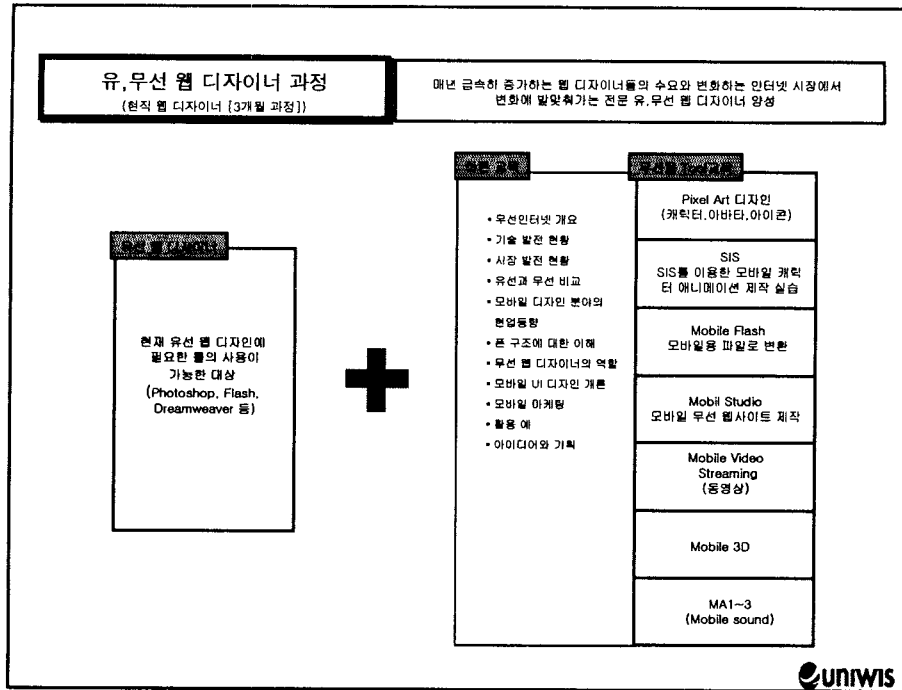 유,무선 웹 디자이너 과정
(현직 웹 디자이너 [3개월 과정])
매년 급속히 증가하는 웹 디자이너들의 수요와 변화하는 인터넷 시장에서
변화에 발맞춰가는 전문 유,무선 웹 디자이너 양성
현재 유선 웹 디자인에
필요한 툴의 사용이
가능한 대상
(Photoshop, Flash,
Dreamweaver 등)
• 무선인터넷 개요
• 기술 발전 현황
• 시장 발전 현황
• 유선과 무선 비교
• 모바일 디자인 분야의
현업동향
• 폰 구조에 대한 이해
• 무선 웹 디자이너의 역할
• 모바일 UI 디자인 개론
• 모바일 마케팅
• 활용 예
• 아이디어와 기획
Pixel Art 디자인
(캐릭터,아바타,아이콘)
SIS
SIS를 이용한 모바일 캐릭
터 애니메이션 제작 실습
Mobile Flash
모바일용 파일로 변환
Mobil Studio
모바일 무선 웹사이트 제작
Mobile Video
Streaming
(동영상)
Mobile 3D
MA1~3
(Mobile sound)
uniwis